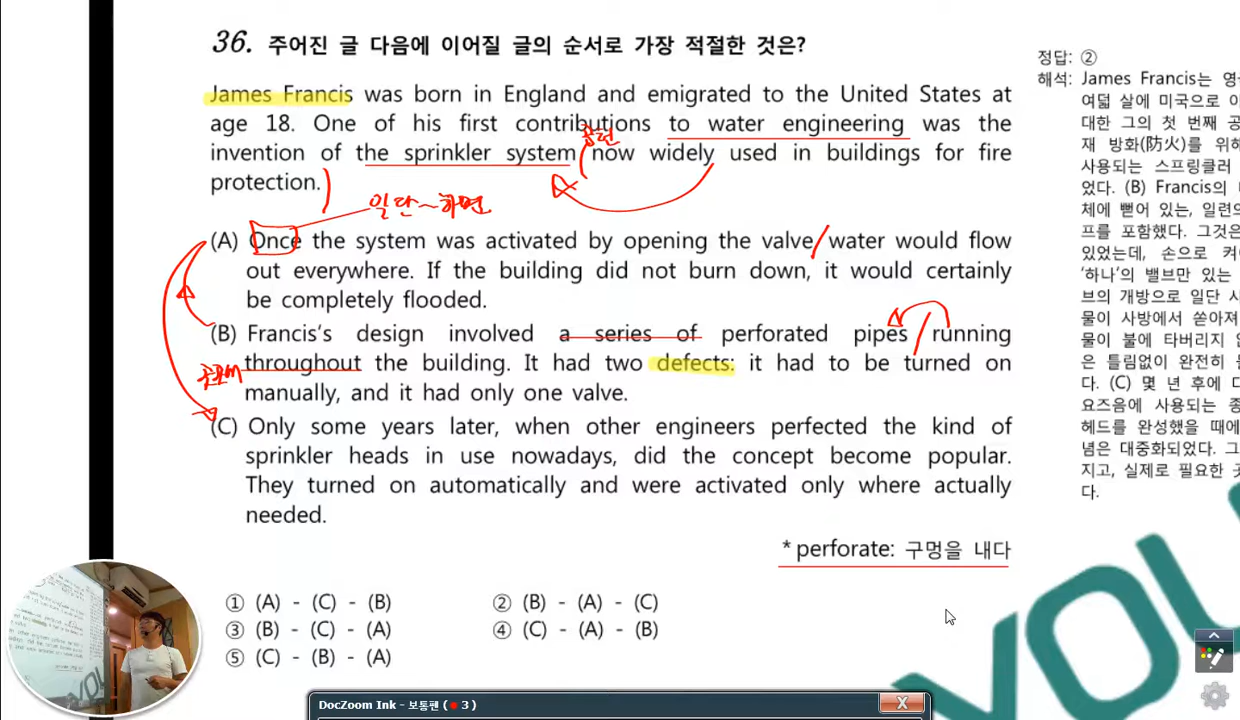 36. 주어진 글 다음에 이어질 글의 순서로 가장 적절한 것은?
James Francis was born in England and emigrated to the United States at
age 18. One of his first contributions to water engineering was the
공헌
invention of the sprinkler system now widely used in buildings for fire
protection.
일단~하면
(A) Once the system was activated by opening the valve/water would flow
out everywhere. If the building did not burn down, it would certainly
be completely flooded.
(B) Francis's design involved a series of perforated pipes/running
throughout the building. It had two defects: it had to be turned on
곳곳에
manually, and it had only one valve.
(C) Only some years later, when other engineers perfected the kind of
sprinkler heads in use nowadays, did the concept become popular.
They turned on automatically and were activated only where actually
needed.
* perforate: 구멍을 내다
① (A) - (C) - (B)
② (B) - (A) - (C)
③ (B) - (C) - (A)
④ (C) - (A) - (B)
⑤ (C) - (B) - (A)
정답: ②
해석: James Francis는 영
여덟 살에 미국으로 이
대한 그의 첫 번째 공
재 방화(防火)를 위해
사용되는 스프링클러
었다. (B) Francis의
체에 뻗어 있는, 일련의
프를 포함했다. 그것은
있었는데, 손으로 켜
'하나'의 밸브만 있는
브의 개방으로 일단 시
물이 사방에서 쏟아져
물이 불에 타버리지 않
은 틀림없이 완전히
다. (C) 몇 년 후에 다
요즈음에 사용되는 종
헤드를 완성했을 때에
념은 대중화되었다. 그
지고, 실제로 필요한 곳
다.
YOU
DocZoom Ink - 보통펜 ( 3 )
X